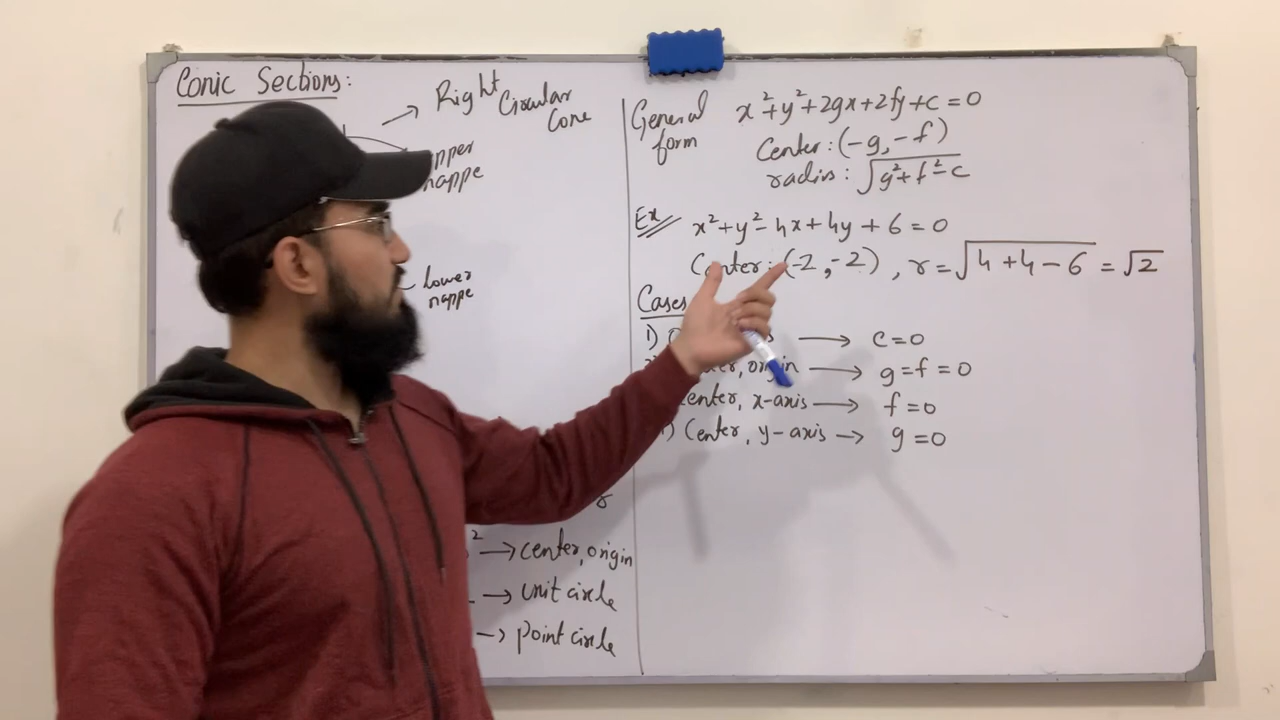 Conic Sections:
→ Right Circular Cone
upper
nappe
Lower
nappe
→ center, origin
→ unit circle
→ point circle
General form
x²+y²+2gx+2fy+c=0
Center: (-g, -f)
radius: √g²+f²-c
Ex x²+y²-4x+4y+6=0
Center: (-2, -2), r=√4+4-6 = √2
Cases
1) → c=0
origin → g=f=0
center, x-axis → f=0
) Center, y-axis → g=0